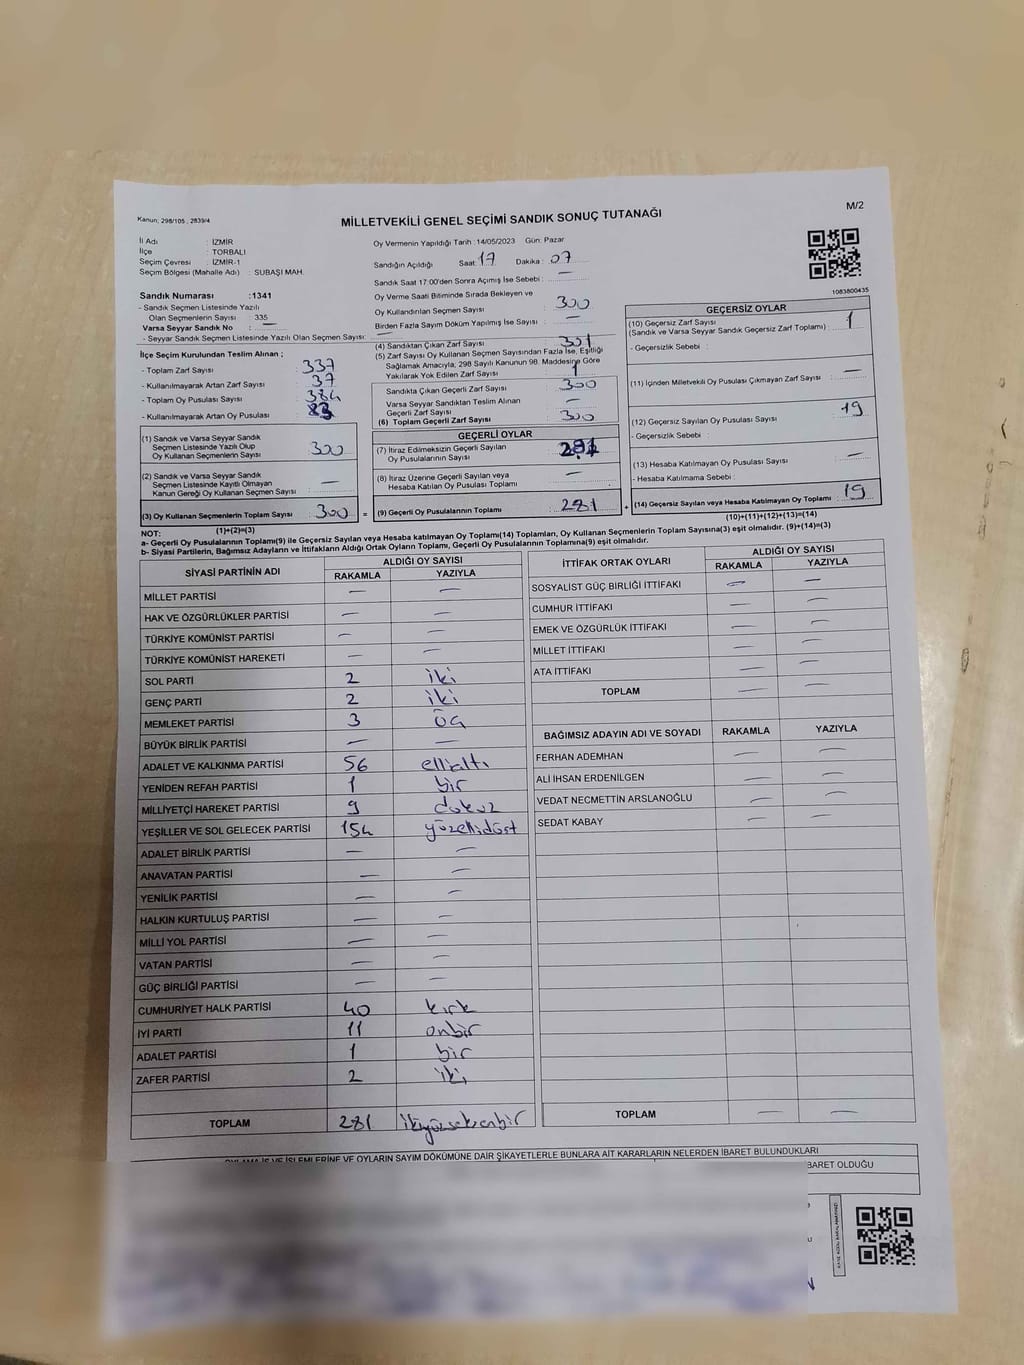 Kanun; 298/105 , 2839/4
MİLLETVEKİLİ GENEL SEÇİMİ SANDIK SONUÇ TUTANAĞI
M/2
İl Adı : İZMİR
İlçe : TORBALI
Seçim Çevresi : İZMİR-1
Seçim Bölgesi (Mahalle Adı) : SUBAŞI MAH.
Sandık Numarası :1341
- Sandık Seçmen Listesinde Yazılı
Olan Seçmenlerin Sayısı : 335
Varsa Seyyar Sandık No : —
- Seyyar Sandık Seçmen Listesinde Yazılı Olan Seçmen Sayısı: —
İlçe Seçim Kurulundan Teslim Alınan ;
- Toplam Zarf Sayısı : 337
- Kullanılmayarak Artan Zarf Sayısı : 37
- Toplam Oy Pusulası Sayısı : 384
- Kullanılmayarak Artan Oy Pusulası : 83
(1) Sandık ve Varsa Seyyar Sandık
Seçmen Listesinde Yazılı Olup
Oy Kullanan Seçmenlerin Sayısı 300
(2) Sandık ve Varsa Seyyar Sandık
Seçmen Listesinde Kayıtlı Olmayan
Kanun Gereği Oy Kullanan Seçmen Sayısı —
(3) Oy Kullanan Seçmenlerin Toplam Sayısı 300 =
(1)+(2)=(3)
Oy Vermenin Yapıldığı Tarih :14/05/2023 Gün: Pazar
Sandığın Açıldığı Saat: 17 Dakika: 07
Sandık Saat 17:00'den Sonra Açımış İse Sebebi : —
Oy Verme Saati Bitiminde Sırada Bekleyen ve
Oy Kullandırılan Seçmen Sayısı : 300
Birden Fazla Sayım Döküm Yapılmış İse Sayısı : —
(4) Sandıktan Çıkan Zarf Sayısı 301
(5) Zarf Sayısı Oy Kullanan Seçmen Sayısından Fazla İse, Eşitliği
Sağlamak Amacıyla; 298 Sayılı Kanunun 98. Maddesine Göre
Yakılarak Yok Edilen Zarf Sayısı 1
Sandıkta Çıkan Geçerli Zarf Sayısı 300
Varsa Seyyar Sandıktan Teslim Alınan
Geçerli Zarf Sayısı —
(6) Toplam Geçerli Zarf Sayısı 300
GEÇERLİ OYLAR
(7) İtiraz Edilmeksizin Geçerli Sayılan
Oy Pusulalarının Sayısı 281
(8) İtiraz Üzerine Geçerli Sayılan veya
Hesaba Katılan Oy Pusulası Toplamı —
(9) Geçerli Oy Pusulalarının Toplamı 281 +
1083800435
GEÇERSİZ OYLAR
(10) Geçersiz Zarf Sayısı
(Sandık ve Varsa Seyyar Sandık Geçersiz Zarf Toplamı) 1
- Geçersizlik Sebebi :
(11) İçinden Milletvekili Oy Pusulası Çıkmayan Zarf Sayısı —
(12) Geçersiz Sayılan Oy Pusulası Sayısı 19
- Geçersizlik Sebebi
(13) Hesaba Katılmayan Oy Pusulası Sayısı —
- Hesaba Katılmama Sebebi :
(14) Geçersiz Sayılan veya Hesaba Katılmayan Oy Toplamı 19
(10)+(11)+(12)+(13)=(14)
NOT:
a- Geçerli Oy Pusulalarının Toplamı(9) ile Geçersiz Sayılan veya Hesaba katılmayan Oy Toplamı(14) Toplamları, Oy Kullanan Seçmenlerin Toplam Sayısına(3) eşit olmalıdır. (9)+(14)=(3)
b- Siyasi Partilerin, Bağımsız Adayların ve İttifakların Aldığı Ortak Oyların Toplamı, Geçerli Oy Pusulalarının Toplamına(9) eşit olmalıdır.
SİYASİ PARTİNİN ADI ALDIĞI OY SAYISI
RAKAMLA YAZIYLA
MİLLET PARTİSİ — —
HAK VE ÖZGÜRLÜKLER PARTİSİ — —
TÜRKİYE KOMÜNİST PARTİSİ — —
TÜRKİYE KOMÜNİST HAREKETİ — —
SOL PARTİ 2 iki
GENÇ PARTİ 2 iki
MEMLEKET PARTİSİ 3 üç
BÜYÜK BİRLİK PARTİSİ — —
ADALET VE KALKINMA PARTİSİ 56 ellialtı
YENİDEN REFAH PARTİSİ 1 bir
MİLLİYETÇİ HAREKET PARTİSİ 9 dokuz
YEŞİLLER VE SOL GELECEK PARTİSİ 154 yüzellidört
ADALET BİRLİK PARTİSİ — —
ANAVATAN PARTİSİ — —
YENİLİK PARTİSİ — —
HALKIN KURTULUŞ PARTİSİ — —
MİLLİ YOL PARTİSİ — —
VATAN PARTİSİ — —
GÜÇ BİRLİĞİ PARTİSİ — —
CUMHURİYET HALK PARTİSİ 40 kırk
İYİ PARTİ 11 onbir
ADALET PARTİSİ 1 bir
ZAFER PARTİSİ 2 iki
TOPLAM 281 ikiyüzseksenbir
İTTİFAK ORTAK OYLARI ALDIĞI OY SAYISI
RAKAMLA YAZIYLA
SOSYALİST GÜÇ BİRLİĞİ İTTİFAKI — —
CUMHUR İTTİFAKI — —
EMEK VE ÖZGÜRLÜK İTTİFAKI — —
MİLLET İTTİFAKI — —
ATA İTTİFAKI — —
TOPLAM — —
BAĞIMSIZ ADAYIN ADI VE SOYADI RAKAMLA YAZIYLA
FERHAN ADEMHAN — —
ALİ İHSAN ERDENİLGEN — —
VEDAT NECMETTİN ARSLANOĞLU — —
SEDAT KABAY — —
TOPLAM — —
OYLAMA İŞ VE İŞLEMLERİNE VE OYLARIN SAYIM DÖKÜMÜNE DAİR ŞİKAYETLERLE BUNLARA AİT KARARLARIN NELERDEN İBARET BULUNDUKLARI
BARET OLDUĞU